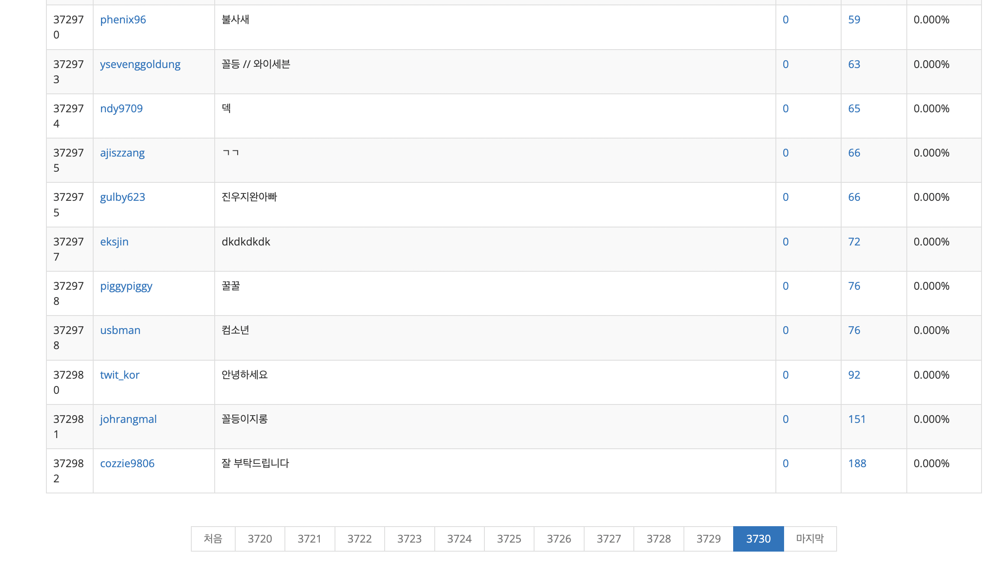 372970 phenix96 불사새 0 59 0.000%
372973 ysevenggoldung 꼴등 // 와이세븐 0 63 0.000%
372974 ndy9709 덱 0 65 0.000%
372975 ajiszzang ㄱㄱ 0 66 0.000%
372975 gulby623 진우지완아빠 0 66 0.000%
372977 eksjin dkdkdkdk 0 72 0.000%
372978 piggypiggy 꿀꿀 0 76 0.000%
372978 usbman 컴소년 0 76 0.000%
372980 twit_kor 안녕하세요 0 92 0.000%
372981 johrangmal 꼴등이지롱 0 151 0.000%
372982 cozzie9806 잘 부탁드립니다 0 188 0.000%
처음 3720 3721 3722 3723 3724 3725 3726 3727 3728 3729 3730 마지막